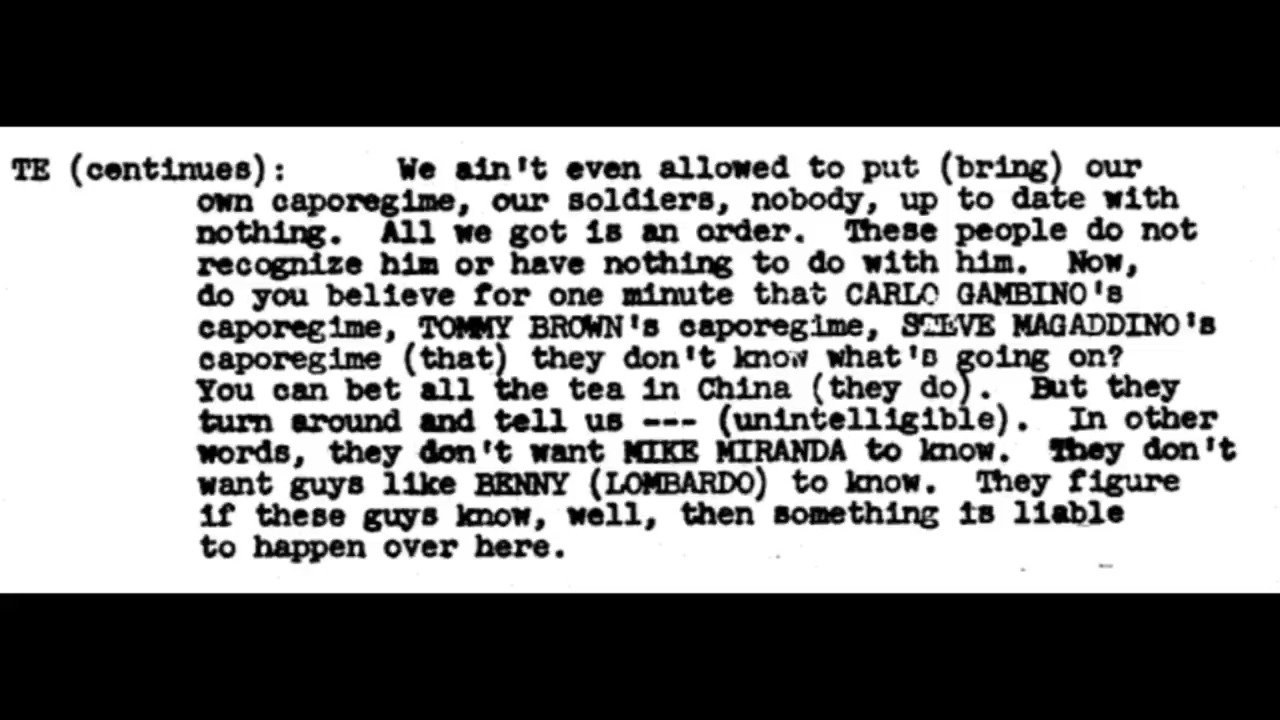 TE (continues): We ain't even allowed to put (bring) our
own caporegime, our soldiers, nobody, up to date with
nothing. All we got is an order. These people do not
recognize him or have nothing to do with him. Now,
do you believe for one minute that CARLO GAMBINO's
caporegime, TOMMY BROWN's caporegime, STEVE MAGADDINO's
caporegime (that) they don't know what's going on?
You can bet all the tea in China (they do). But they
turn around and tell us --- (unintelligible). In other
words, they don't want MIKE MIRANDA to know. They don't
want guys like BENNY (LOMBARDO) to know. They figure
if these guys know, well, then something is liable
to happen over here.